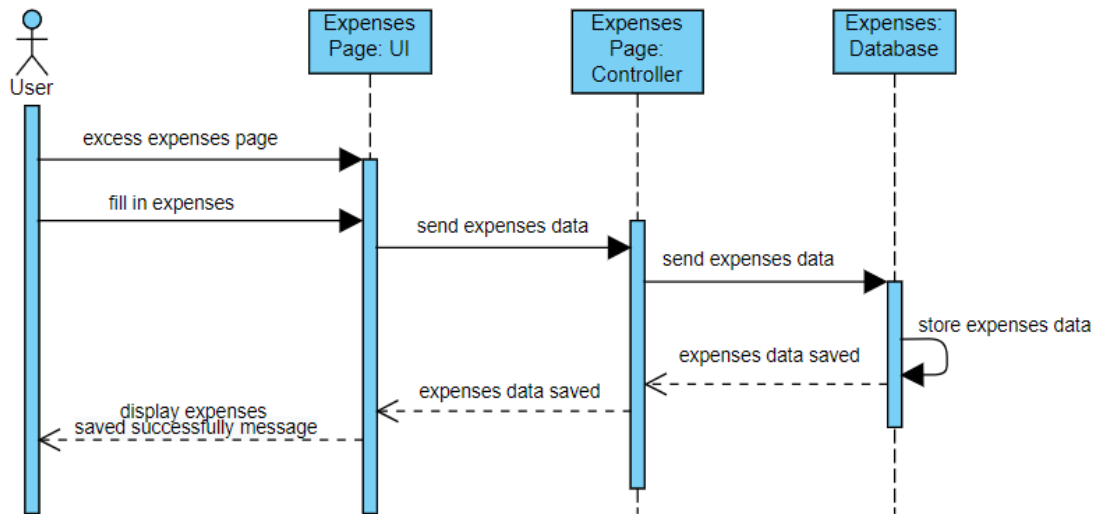 User
Expenses
Page: UI
Expenses
Page:
Controller
Expenses:
Database
excess expenses page
fill in expenses
send expenses data
send expenses data
store expenses data
expenses data saved
expenses data saved
display expenses
saved successfully message